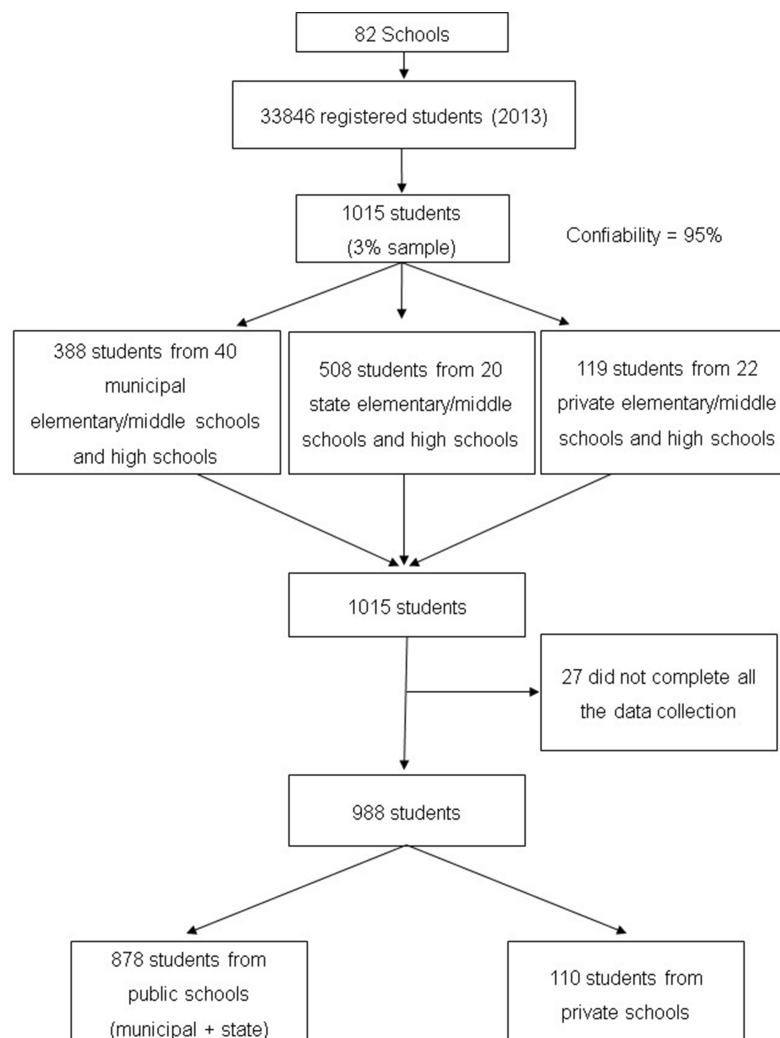 82 Schools
33846 registered students (2013)
1015 students
(3% sample)
Confiability = 95%
388 students from 40
municipal
elementary/middle schools
and high schools
508 students from 20
state elementary/middle
schools and high schools
119 students from 22
private elementary/middle
schools and high schools
1015 students
27 did not complete all
the data collection
988 students
878 students from
public schools
(municipal + state)
110 students from
private schools